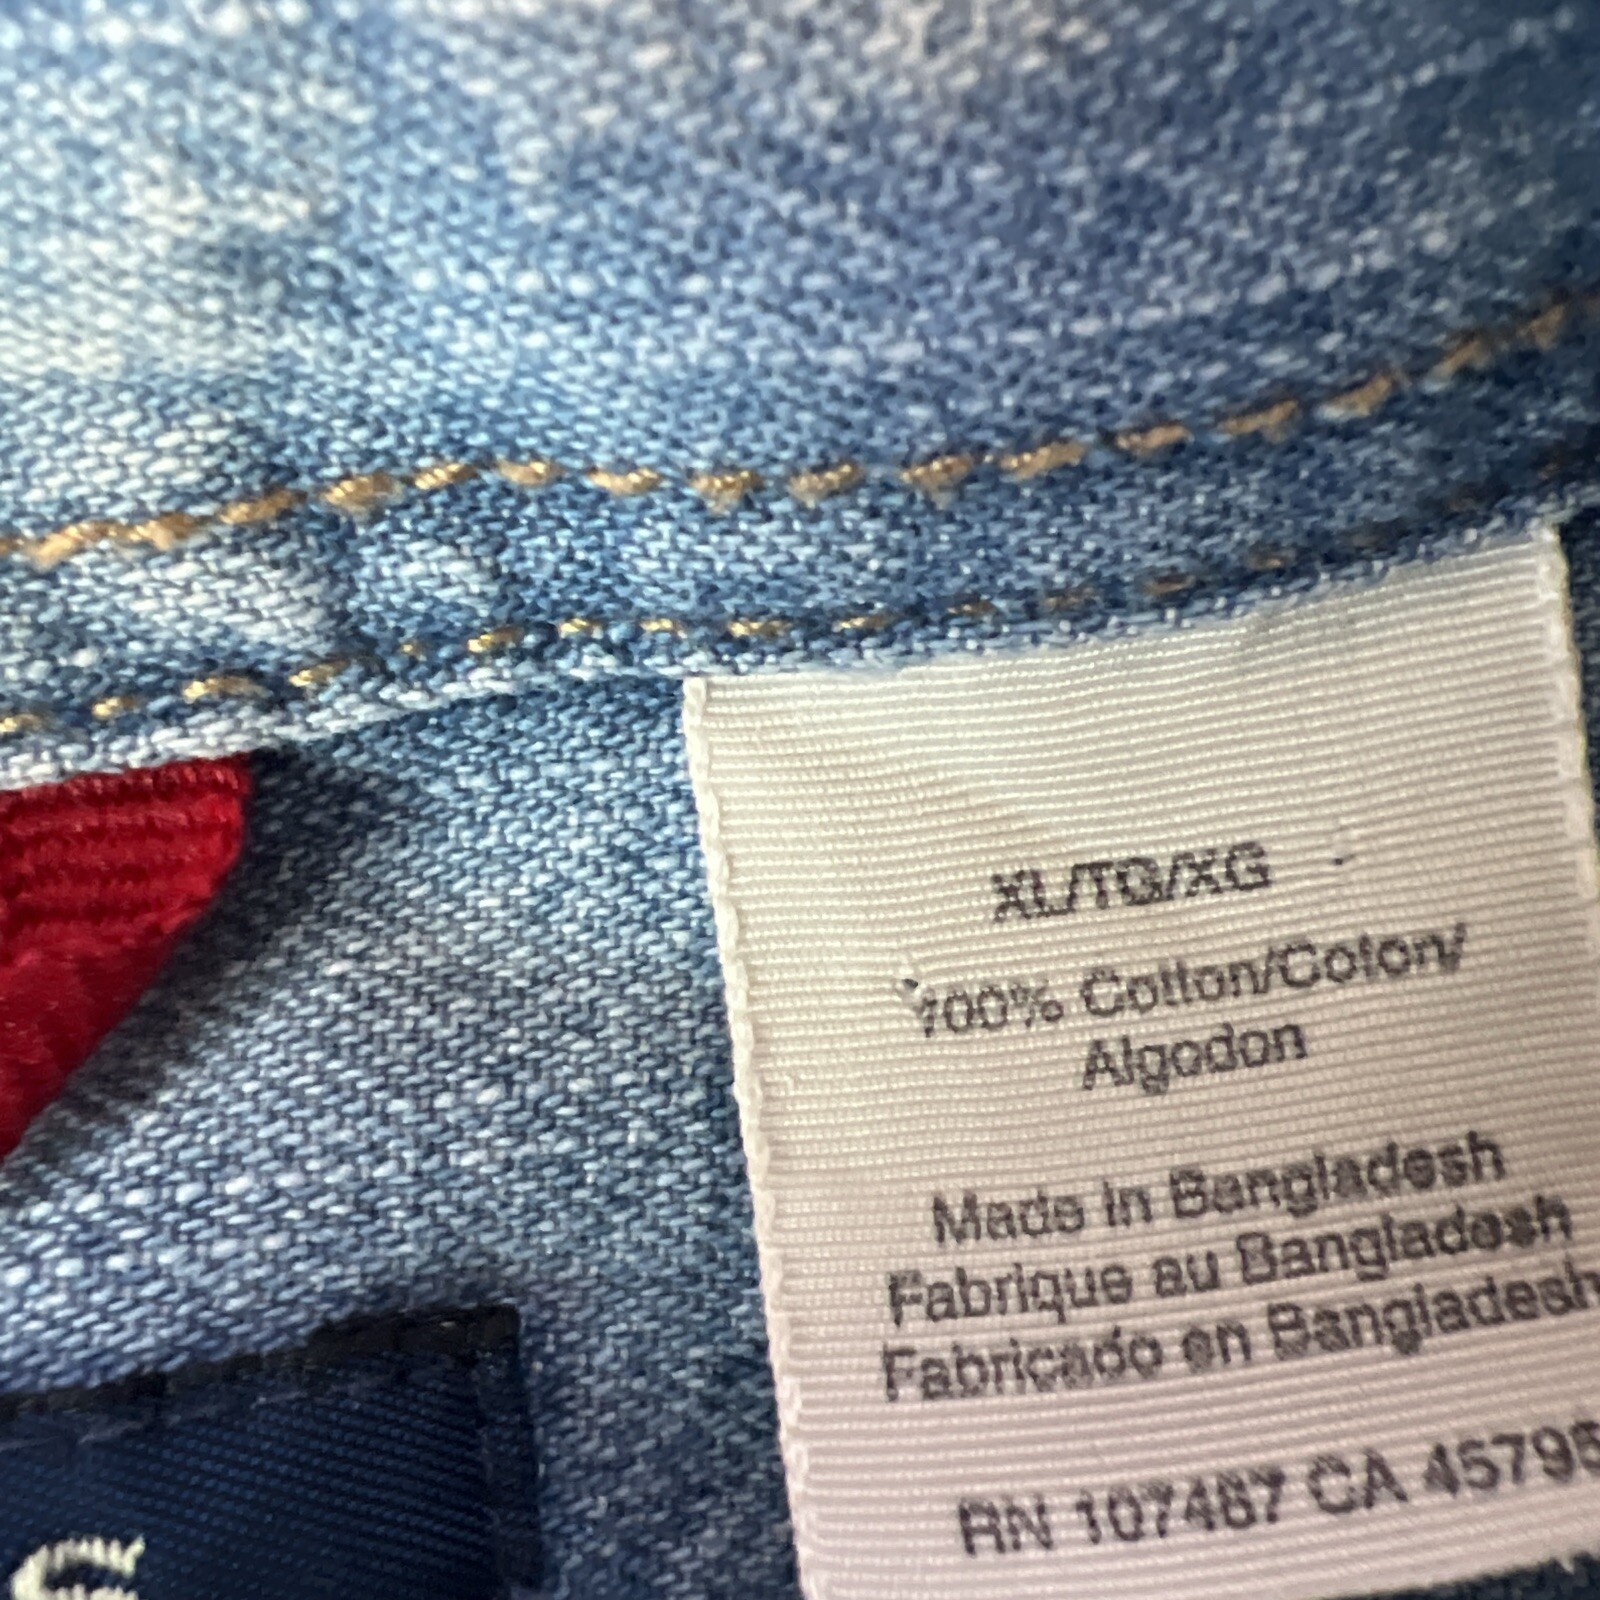 XL/TG/XG
100% Cotton/Coton/
Algodon
Made in Bangladesh
Fabrique au Bangladesh
Fabricado en Bangladesh
RN 107487 CA 45795
S